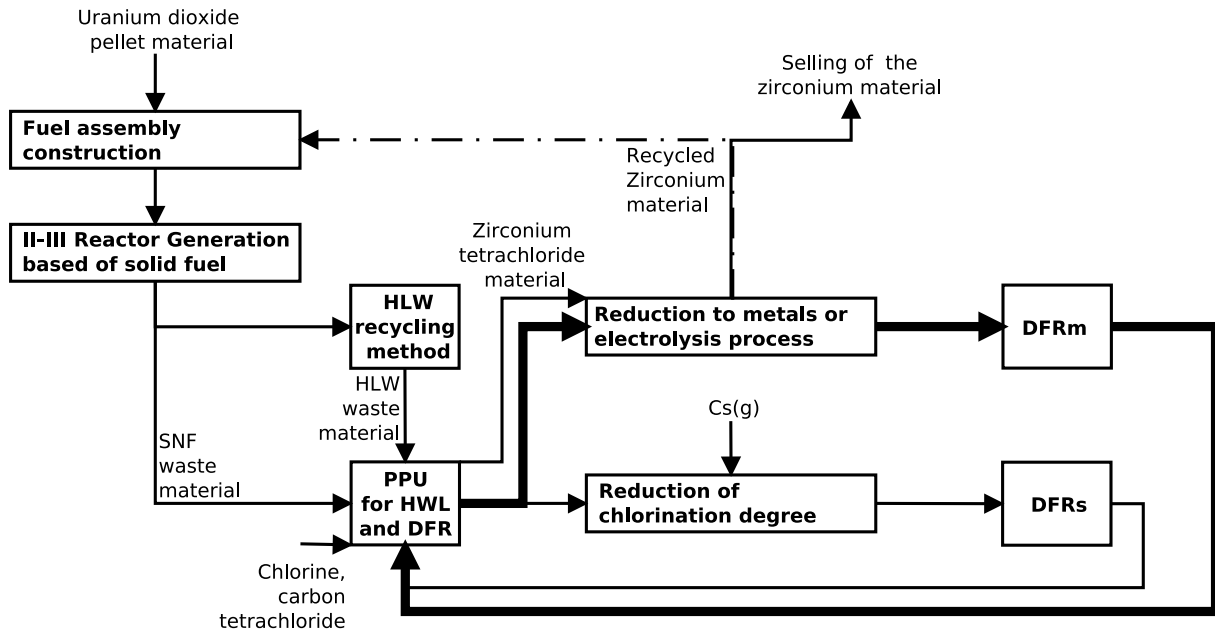 Uranium dioxide
pellet material
Selling of the
zirconium material
Fuel assembly
construction
Recycled
Zirconium
material
II-III Reactor Generation
based of solid fuel
Zirconium
tetrachloride
material
HLW
recycling
method
Reduction to metals or
electrolysis process
DFRm
HLW
waste
material
Cs(g)
SNF
waste
material
PPU
for HWL
and DFR
Reduction of
chlorination degree
DFRs
Chlorine,
carbon
tetrachloride